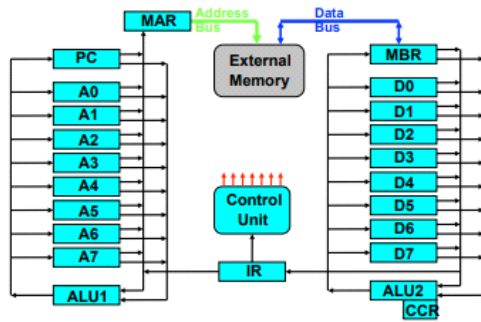 MAR
Address
Bus
Data
Bus
PC
External
Memory
MBR
A0
A1
A2
A3
A4
A5
A6
A7
D0
D1
D2
D3
D4
D5
D6
D7
Control
Unit
IR
ALU1
ALU2
CCR